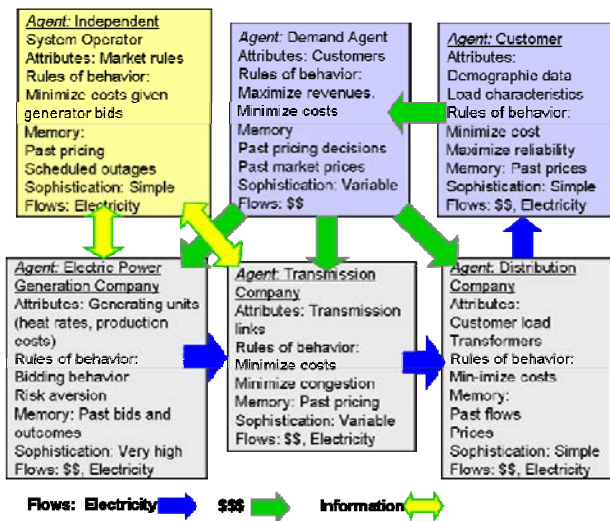 Agent: Independent
System Operator
Attributes: Market rules
Rules of behavior:
Minimize costs given
generator bids
Memory:
Past pricing
Scheduled outages
Sophistication: Simple
Flows: Electricity
Agent: Demand Agent
Attributes: Customers
Rules of behavior:
Maximize revenues.
Minimize costs
Memory
Past pricing decisions
Past market prices
Sophistication: Variable
Flows: $$
Agent: Customer
Attributes:
Demographic data
Load characteristics
Rules of behavior:
Minimize cost
Maximize reliability
Memory: Past prices
Sophistication: Simple
Flows: $$, Electricity
Agent: Electric Power
Generation Company
Attributes: Generating units
(heat rates, production
costs)
Rules of behavior:
Bidding behavior
Risk aversion
Memory: Past bids and
outcomes
Sophistication: Very high
Flows: $$, Electricity
Agent: Transmission
Company
Attributes: Transmission
links
Rules of behavior:
Minimize costs
Minimize congestion
Memory: Past pricing
Sophistication: Variable
Flows: $$, Electricity
Agent: Distribution
Company
Attributes:
Customer load
Transformers
Rules of behavior:
Min-imize costs
Memory:
Past flows
Prices
Sophistication: Simple
Flows: $$, Electricity
Flows: Electricity $$$ Information